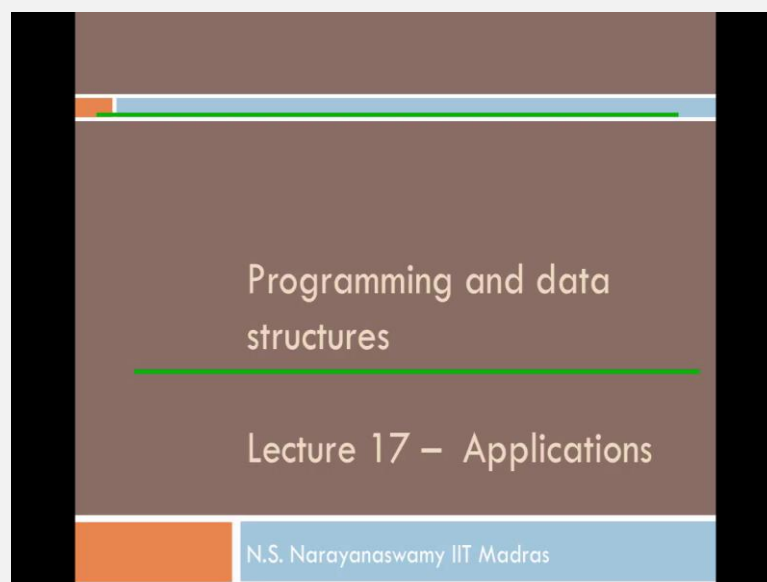 Programming and data
structures
Lecture 17 – Applications
N.S. Narayanaswamy IIT Madras